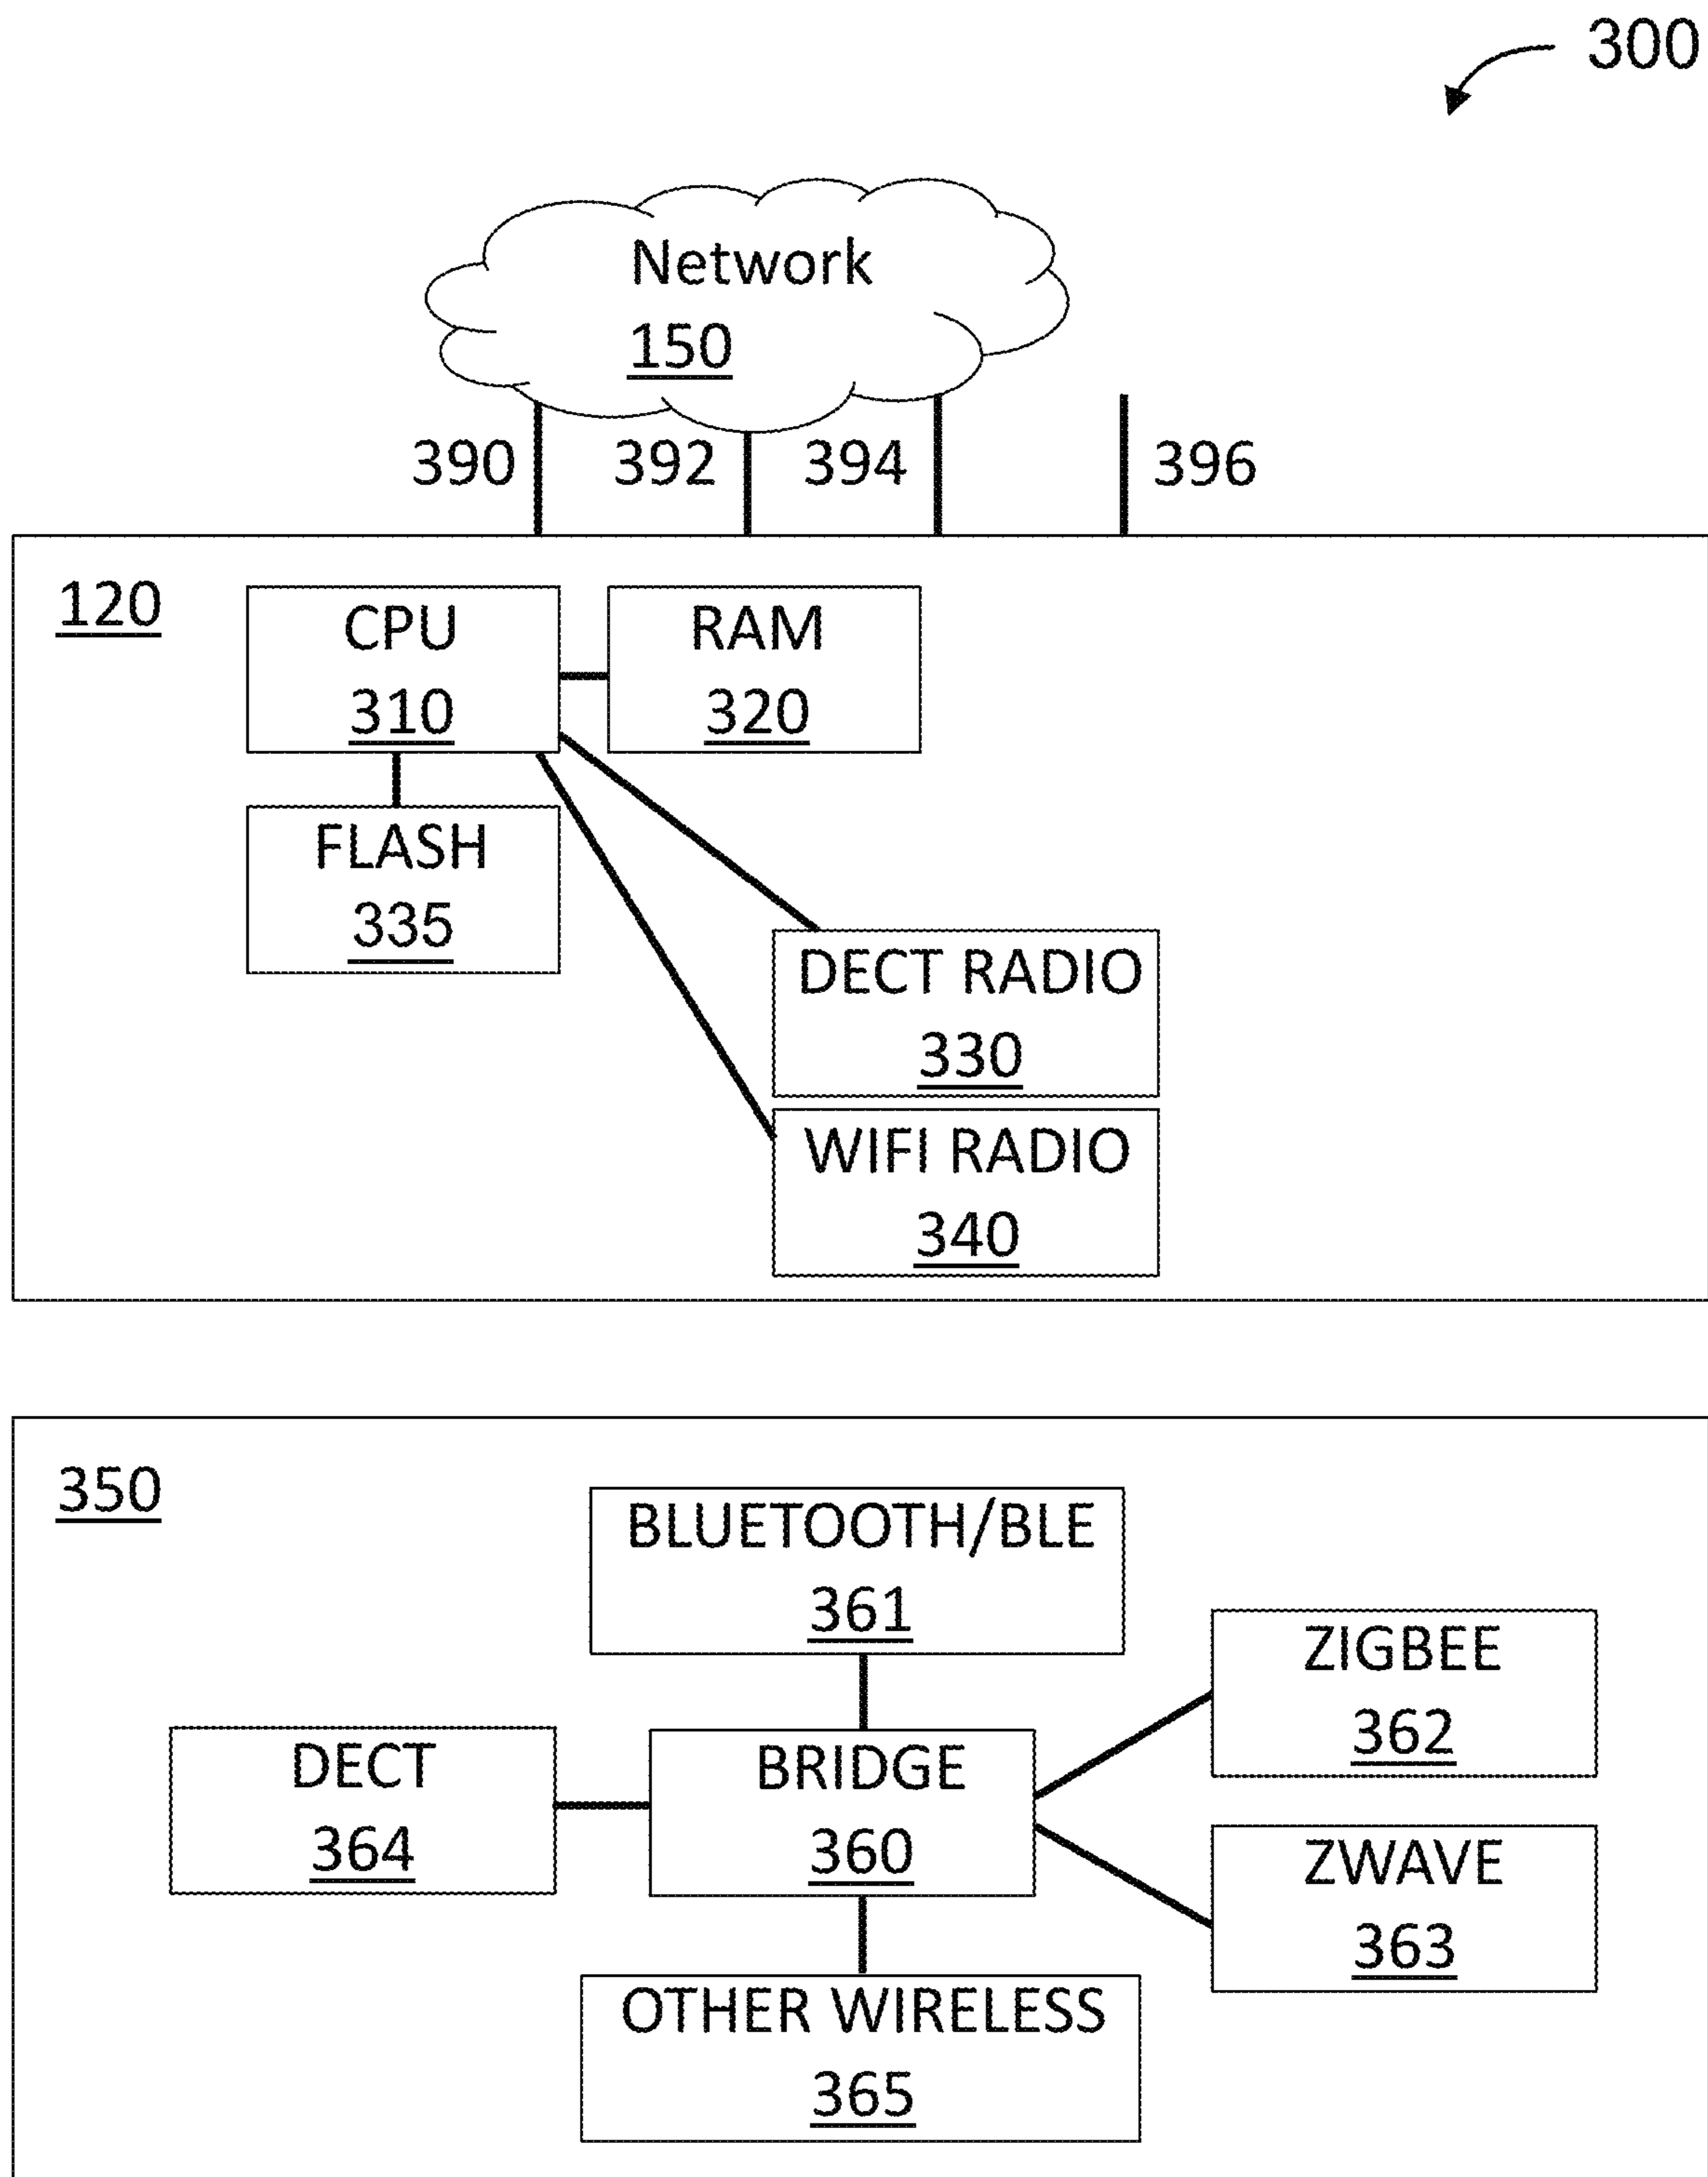 300
Network
150
390
392
394
396
120
CPU
310
RAM
320
FLASH
335
DECT RADIO
330
WIFI RADIO
340
350
BLUETOOTH/BLE
361
ZIGBEE
362
DECT
364
BRIDGE
360
ZWAVE
363
OTHER WIRELESS
365